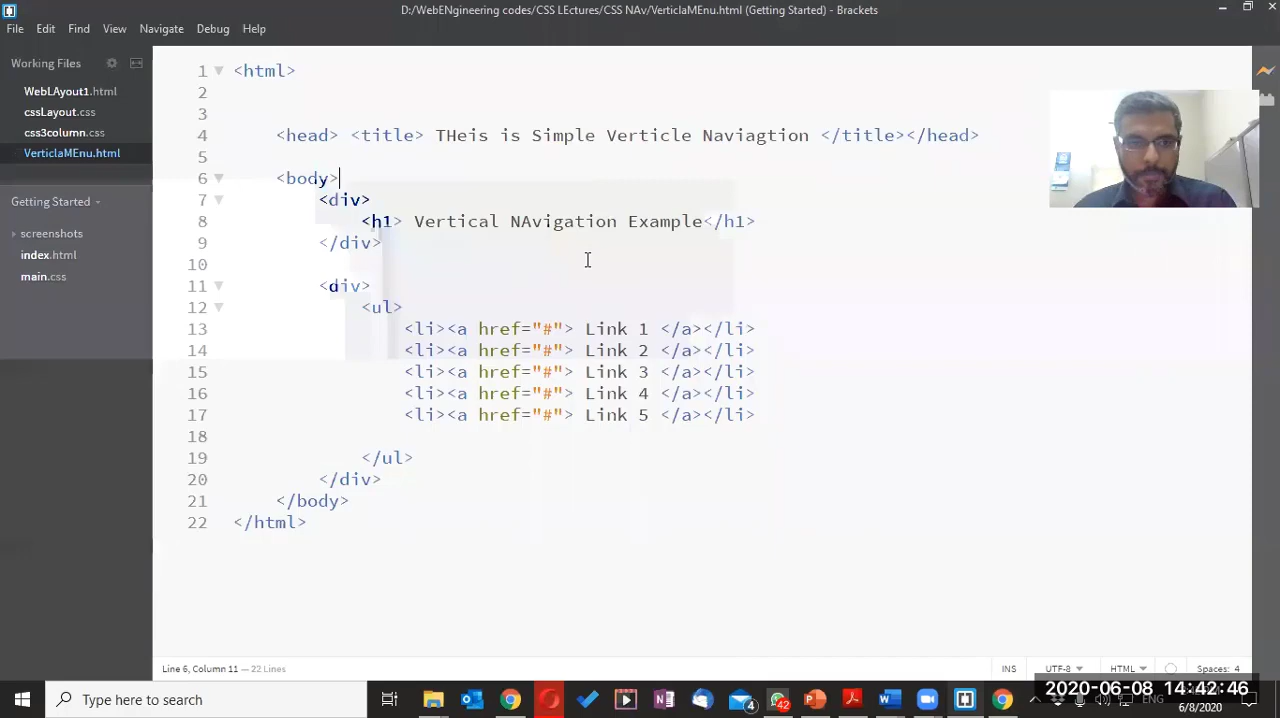 D:/WebENgineering codes/CSS LEctures/CSS NAv/VerticlaMEnu.html (Getting Started) - Brackets
File Edit Find View Navigate Debug Help
Working Files
WebLAyout1.html
cssLayout.css
css3column.css
VerticlaMEnu.html
Getting Started
screenshots
index.html
main.css
1 <html>
2
3
4 <head> <title> THeis is Simple Verticle Naviagtion </title></head>
5
6 <body>
7 <div>
8 <h1> Vertical NAvigation Example</h1>
9 </div>
10
11 <div>
12 <ul>
13 <li><a href="#"> Link 1 </a></li>
14 <li><a href="#"> Link 2 </a></li>
15 <li><a href="#"> Link 3 </a></li>
16 <li><a href="#"> Link 4 </a></li>
17 <li><a href="#"> Link 5 </a></li>
18
19 </ul>
20 </div>
21 </body>
22 </html>
Line 6, Column 11 — 22 Lines
INS UTF-8 HTML Spaces: 4
Type here to search
4
42
2020-06-08 14:42:46
ENG
6/8/2020